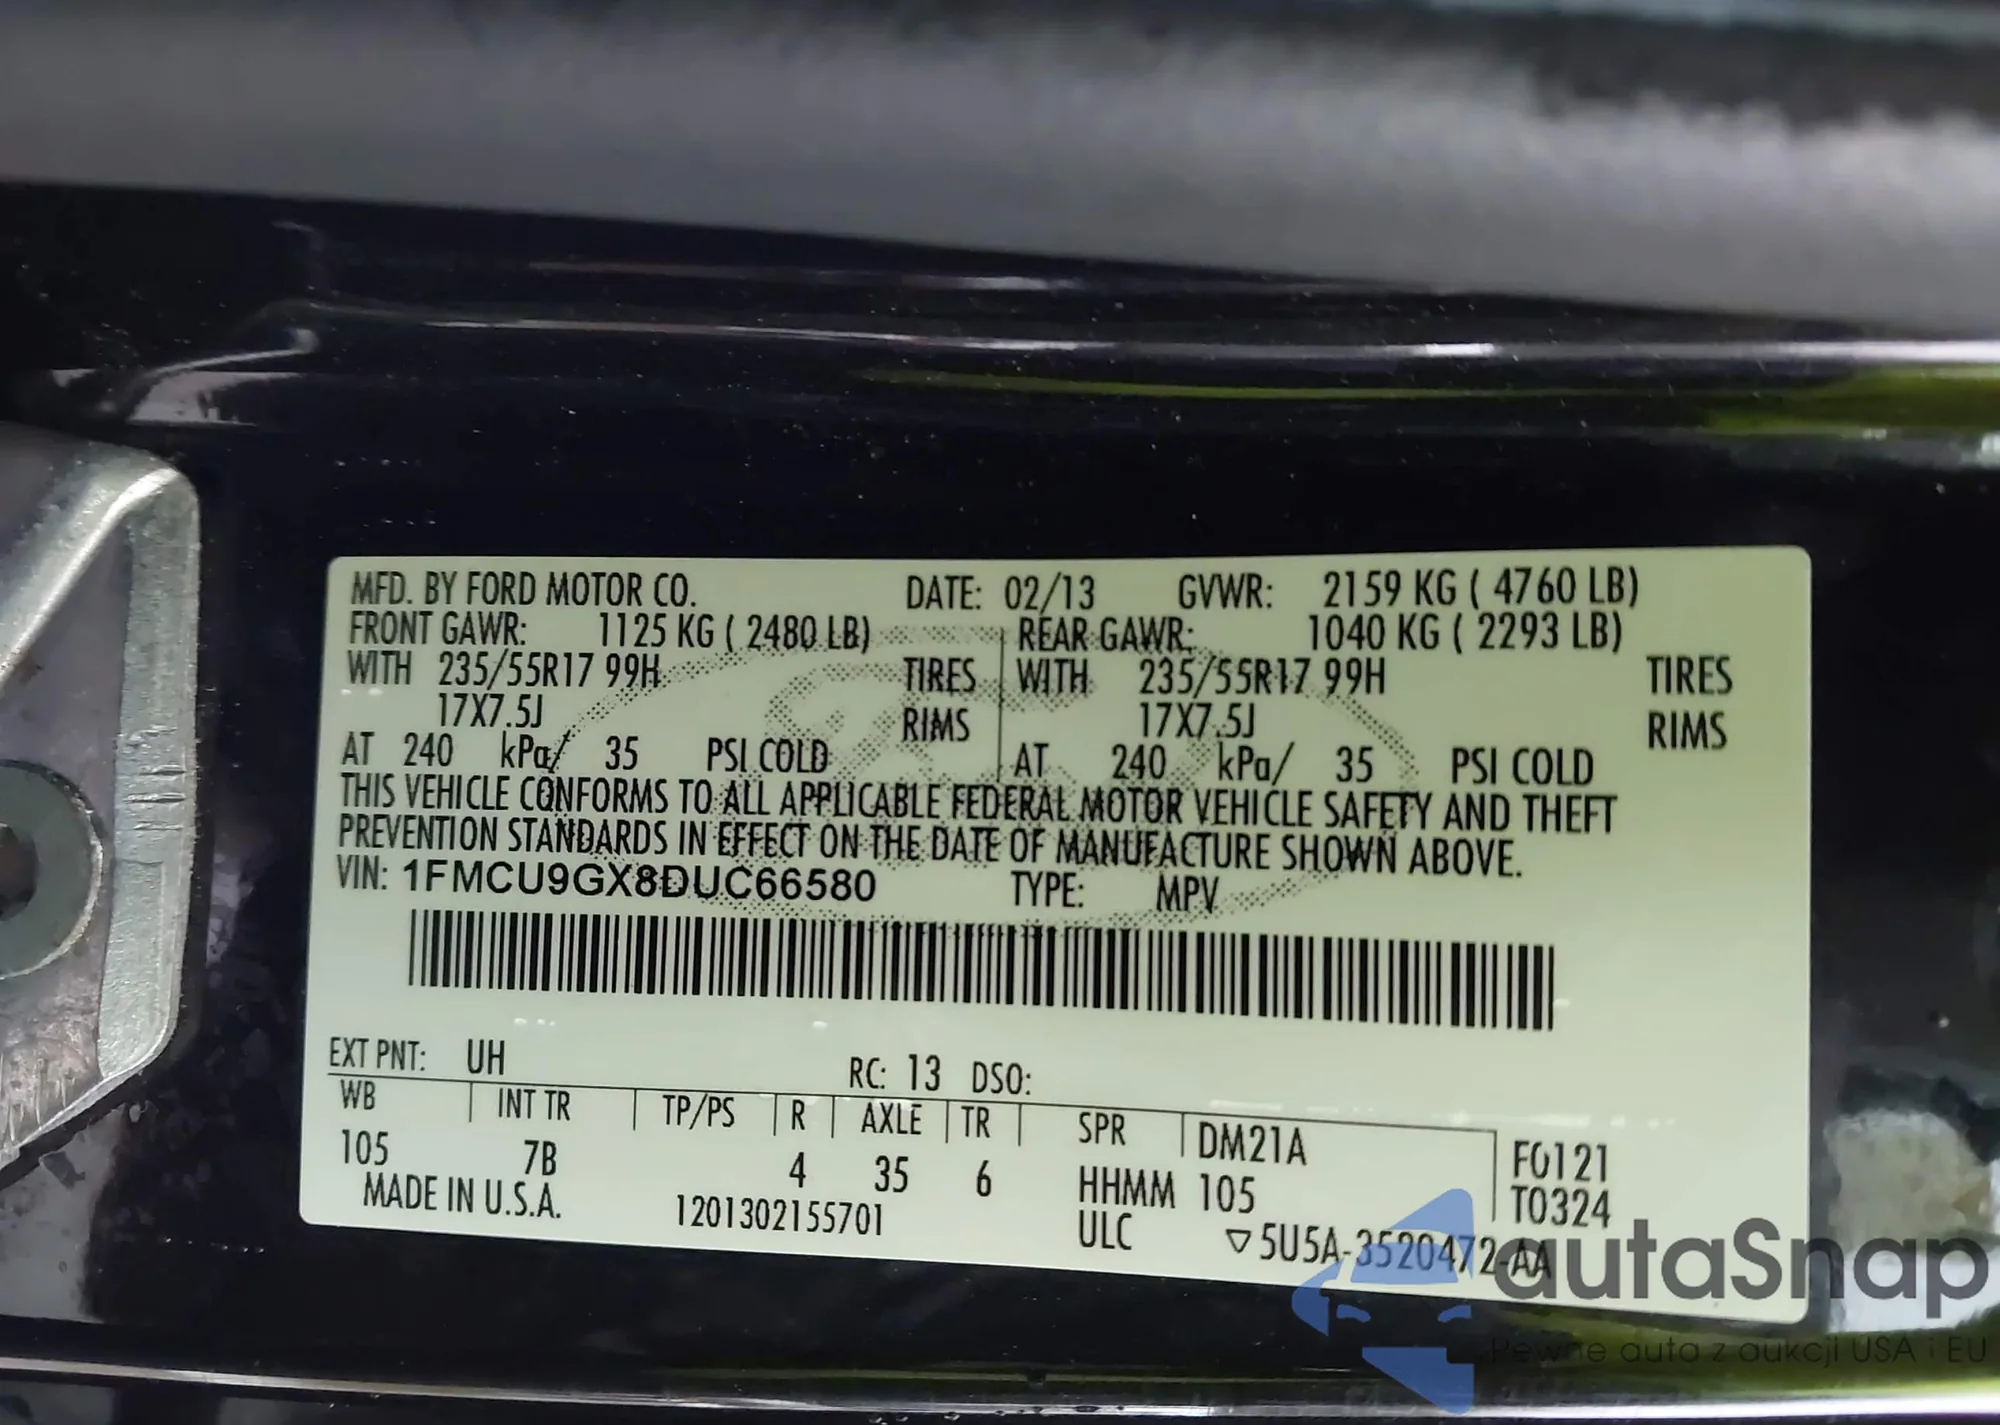 MFD. BY FORD MOTOR CO. DATE: 02/13 GVWR: 2159 KG ( 4760 LB)
FRONT GAWR: 1125 KG ( 2480 LB) REAR GAWR: 1040 KG ( 2293 LB)
WITH 235/55R17 99H TIRES WITH 235/55R17 99H TIRES
17X7.5J RIMS 17X7.5J RIMS
AT 240 kPa/ 35 PSI COLD AT 240 kPa/ 35 PSI COLD
THIS VEHICLE CONFORMS TO ALL APPLICABLE FEDERAL MOTOR VEHICLE SAFETY AND THEFT
PREVENTION STANDARDS IN EFFECT ON THE DATE OF MANUFACTURE SHOWN ABOVE.
VIN: 1FMCU9GX8DUC66580 TYPE: MPV
EXT PNT: UH RC: 13 DSO:
WB INT TR TP/PS R AXLE TR SPR DM21A F0121
105 7B 4 35 6 HHMM 105 T0324
MADE IN U.S.A. 1201302155701 ULC ▽5U5A-3520472-AA
autaSnap
Pewne auta z aukcji USA i EU